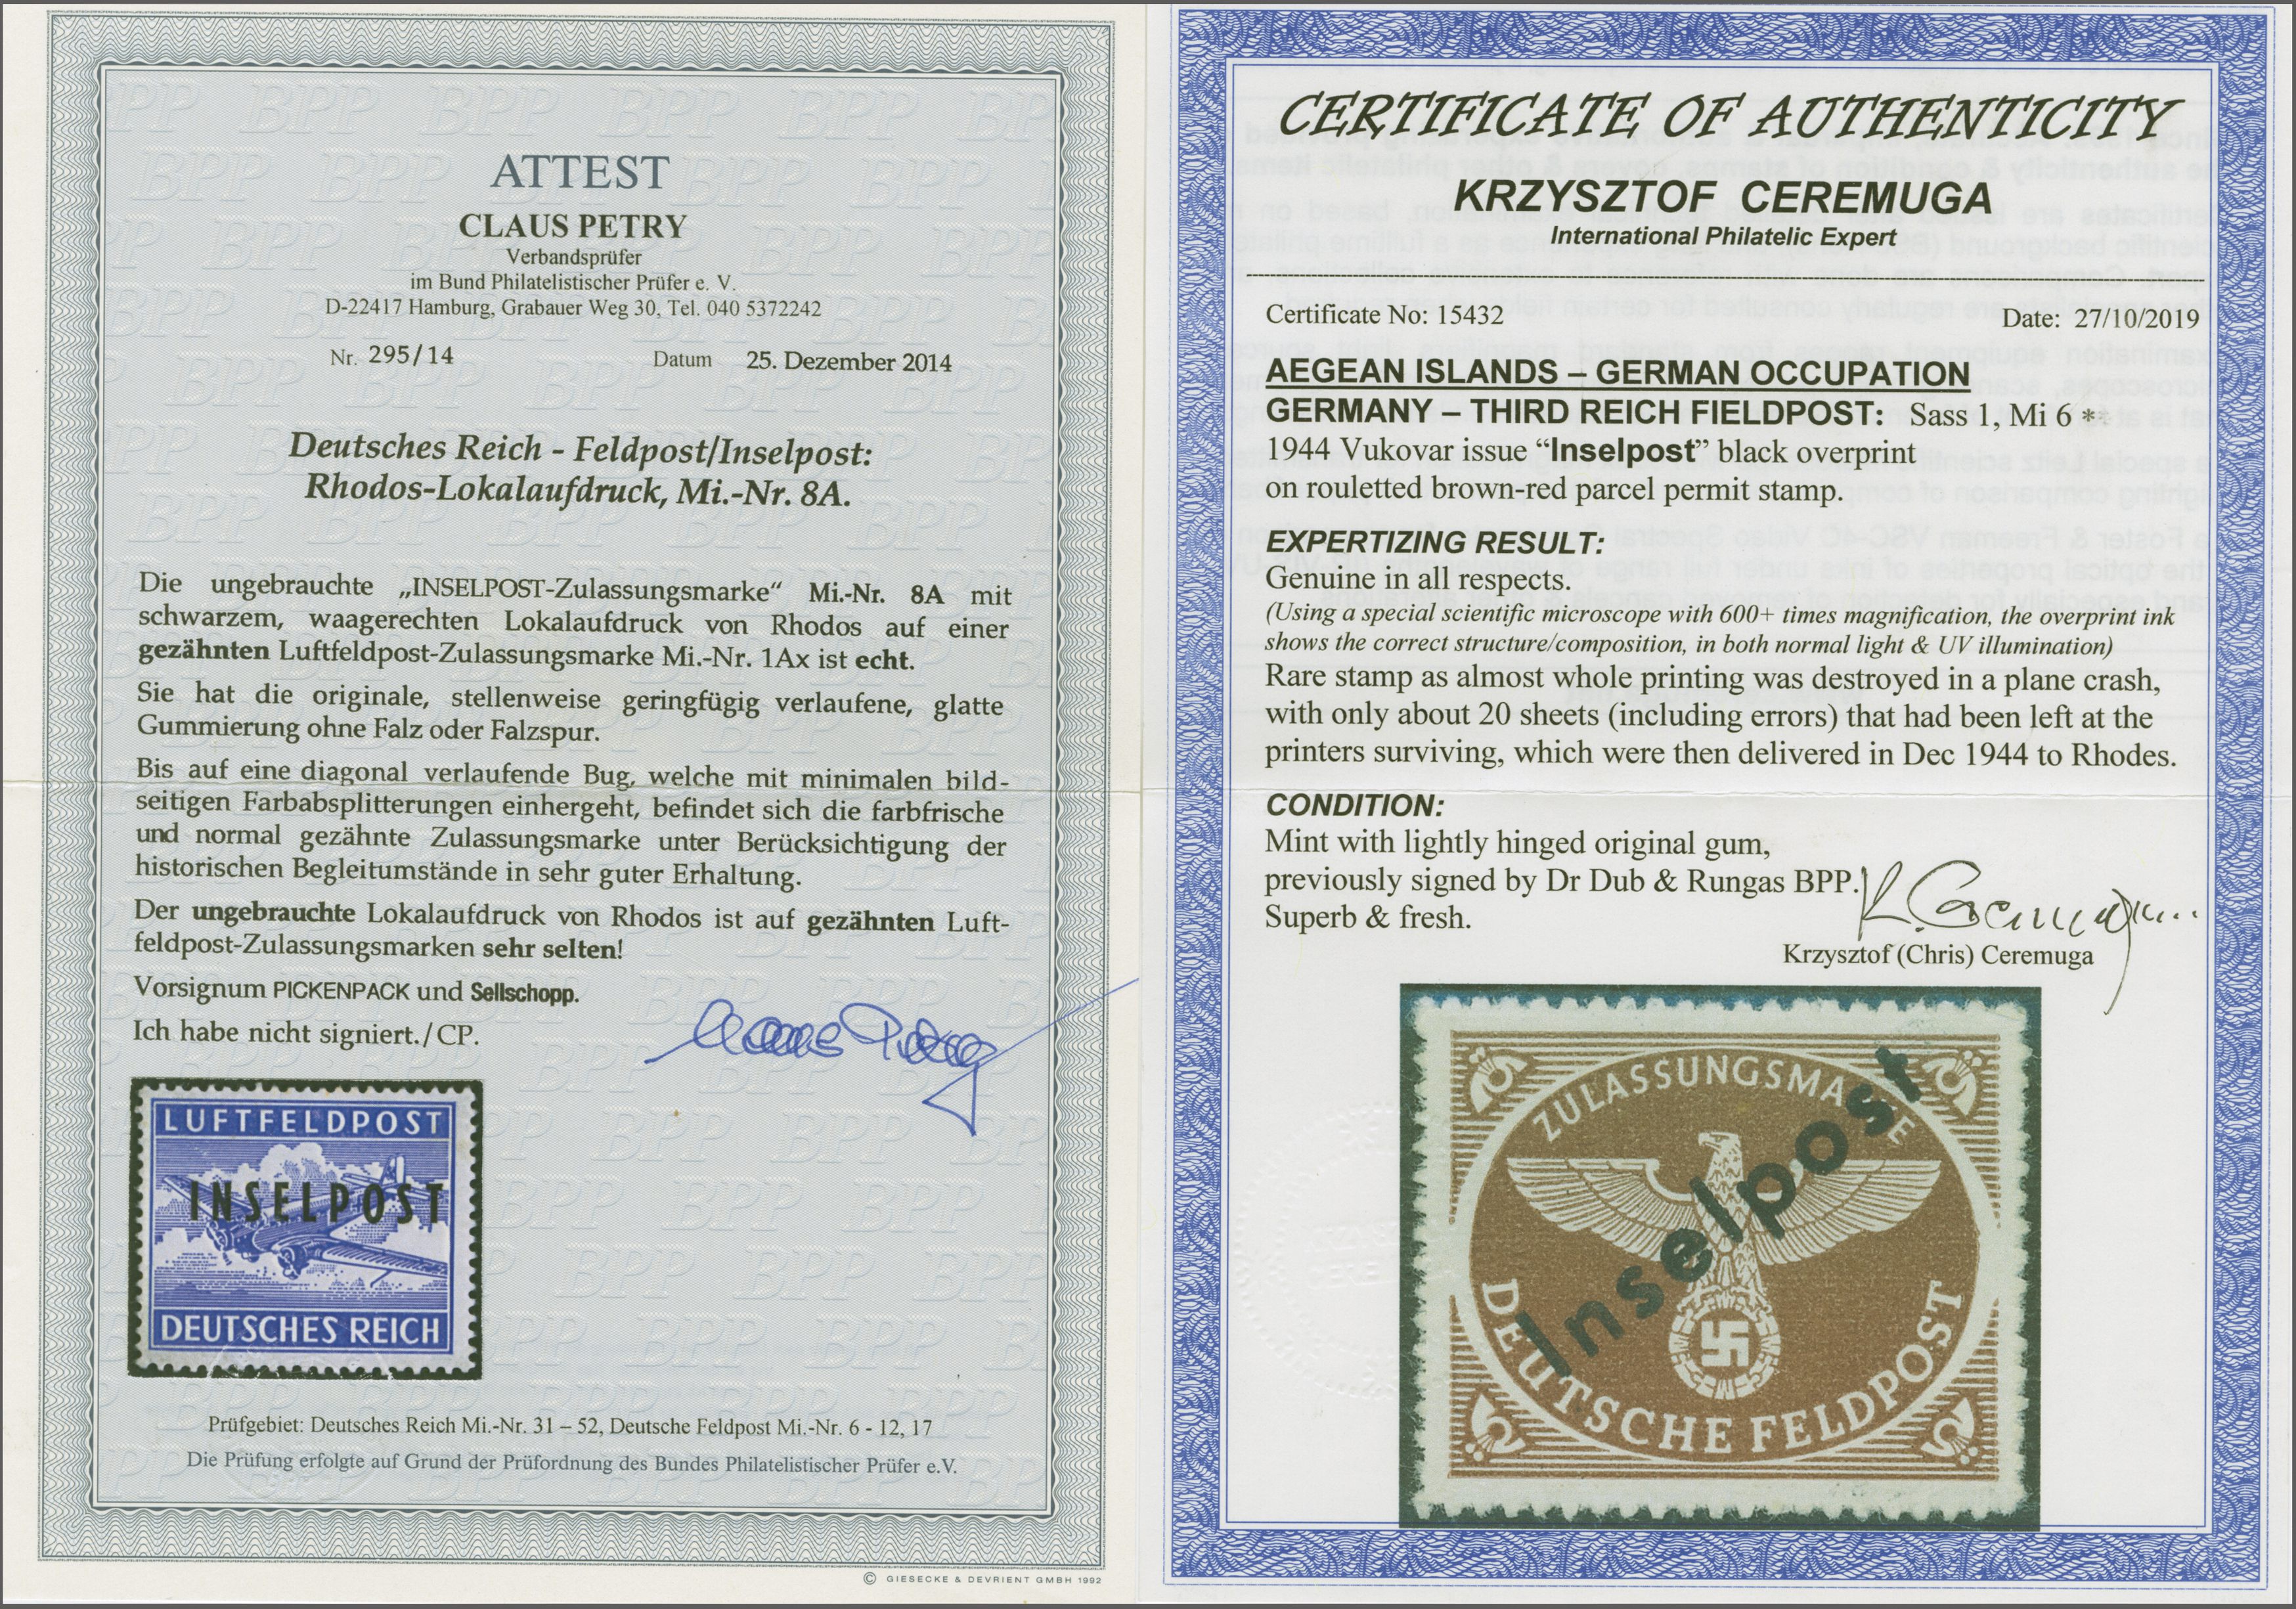 ATTEST
CLAUS PETRY
Verbandsprüfer
im Bund Philatelistischer Prüfer e. V.
D-22417 Hamburg, Grabauer Weg 30, Tel. 040 5372242
Nr. 295/14 Datum 25. Dezember 2014
Deutsches Reich - Feldpost/Inselpost:
Rhodos-Lokalaufdruck, Mi.-Nr. 8A.
Die ungebrauchte „INSELPOST-Zulassungsmarke“ Mi.-Nr. 8A mit
schwarzem, waagerechten Lokalaufdruck von Rhodos auf einer
gezähnten Luftfeldpost-Zulassungsmarke Mi.-Nr. 1Ax ist echt.
Sie hat die originale, stellenweise geringfügig verlaufene, glatte
Gummierung ohne Falz oder Falzspur.
Bis auf eine diagonal verlaufende Bug, welche mit minimalen bild-
seitigen Farbabsplitterungen einhergeht, befindet sich die farbfrische
und normal gezähnte Zulassungsmarke unter Berücksichtigung der
historischen Begleitumstände in sehr guter Erhaltung.
Der ungebrauchte Lokalaufdruck von Rhodos ist auf gezähnten Luft-
feldpost-Zulassungsmarken sehr selten!
Vorsignum PICKENPACK und Sellschopp.
Ich habe nicht signiert./CP.
Claus Petry
LUFTFELDPOST
INSELPOST
DEUTSCHES REICH
Prüfgebiet: Deutsches Reich Mi.-Nr. 31 – 52, Deutsche Feldpost Mi.-Nr. 6 - 12, 17
Die Prüfung erfolgte auf Grund der Prüfordnung des Bundes Philatelistischer Prüfer e.V.
© GIESECKE & DEVRIENT GMBH 1992
CERTIFICATE OF AUTHENTICITY
KRZYSZTOF CEREMUGA
International Philatelic Expert
Certificate No: 15432 Date: 27/10/2019
AEGEAN ISLANDS – GERMAN OCCUPATION
GERMANY – THIRD REICH FIELDPOST: Sass 1, Mi 6 *
1944 Vukovar issue “Inselpost” black overprint
on rouletted brown-red parcel permit stamp.
EXPERTIZING RESULT:
Genuine in all respects.
(Using a special scientific microscope with 600+ times magnification, the overprint ink
shows the correct structure/composition, in both normal light & UV illumination)
Rare stamp as almost whole printing was destroyed in a plane crash,
with only about 20 sheets (including errors) that had been left at the
printers surviving, which were then delivered in Dec 1944 to Rhodes.
CONDITION:
Mint with lightly hinged original gum,
previously signed by Dr Dub & Rungas BPP.
Superb & fresh.
K. Ceremuga
Krzysztof (Chris) Ceremuga
ZULASSUNGSMARKE
Inselpost
DEUTSCHE FELDPOST